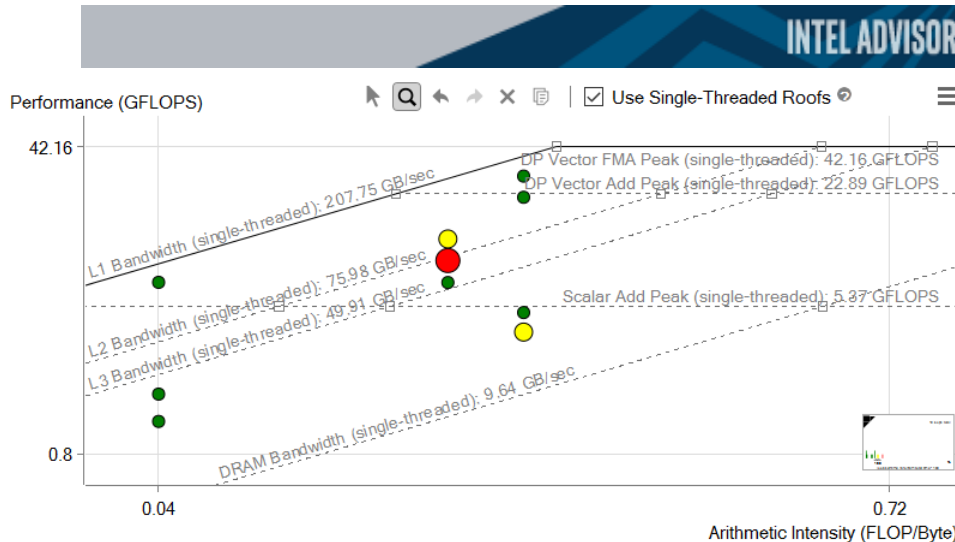 INTEL ADVISOR
Performance (GFLOPS)
Use Single-Threaded Roofs
42.16
DP Vector FMA Peak (single-threaded): 42.16 GFLOPS
DP Vector Add Peak (single-threaded): 22.89 GFLOPS
L1 Bandwidth (single-threaded): 207.75 GB/sec
L2 Bandwidth (single-threaded): 75.98 GB/sec
Scalar Add Peak (single-threaded): 5.37 GFLOPS
L3 Bandwidth (single-threaded): 49.91 GB/sec
DRAM Bandwidth (single-threaded): 9.64 GB/sec
0.8
0.04
0.72
Arithmetic Intensity (FLOP/Byte)